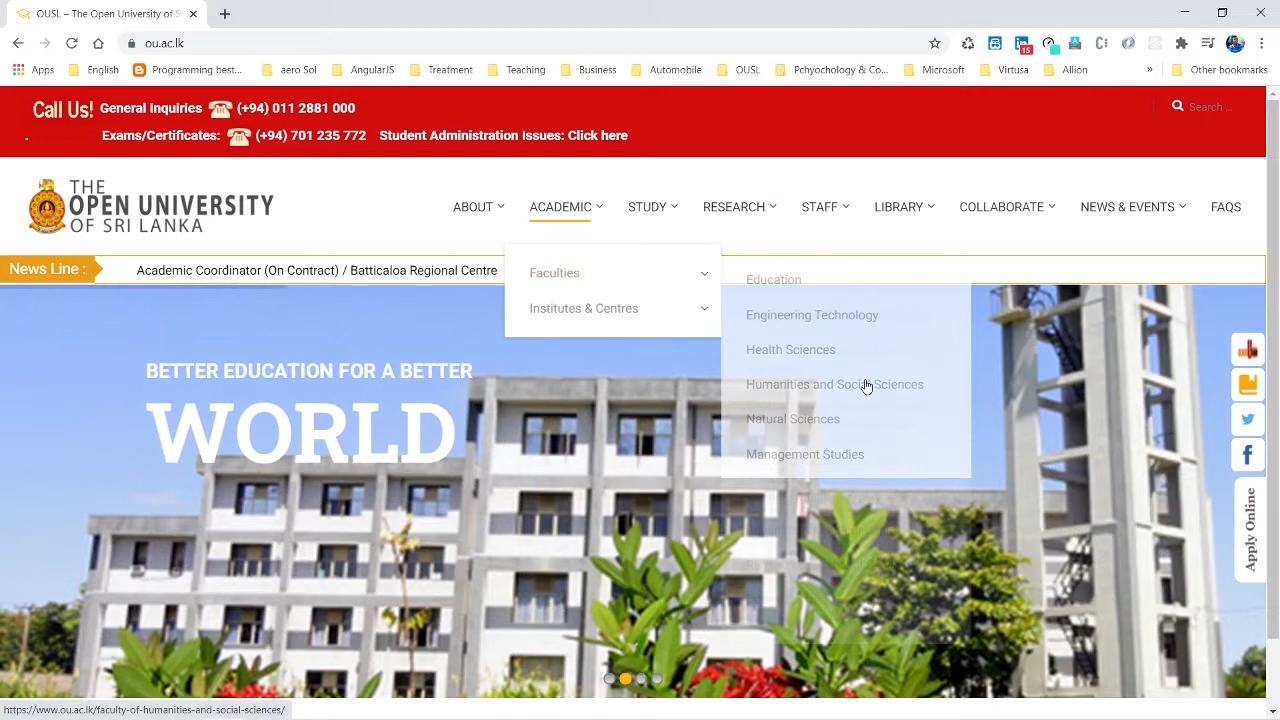 OUSL – The Open University of S
ou.ac.lk
15
Apps English Programming best... aero Sol AngularJS Treatment Teaching Business Automobile OUSL Pchyoctology & Co... Microsoft Virtusa Allion » Other bookmarks
Call Us! General Inquiries (+94) 011 2881 000
Search ...
. Exams/Certificates: (+94) 701 235 772 Student Administration Issues: Click here
THE
OPEN UNIVERSITY
OF SRI LANKA
ABOUT ACADEMIC STUDY RESEARCH STAFF LIBRARY COLLABORATE NEWS & EVENTS FAQS
News Line : Academic Coordinator (On Contract) / Batticaloa Regional Centre
Faculties
Institutes & Centres
Education
Engineering Technology
Health Sciences
Humanities and Social Sciences
Natural Sciences
Management Studies
BETTER EDUCATION FOR A BETTER
WORLD
Apply Online
https://www.ou.ac.lk/faculty-of-humanities-and-social-sciences/